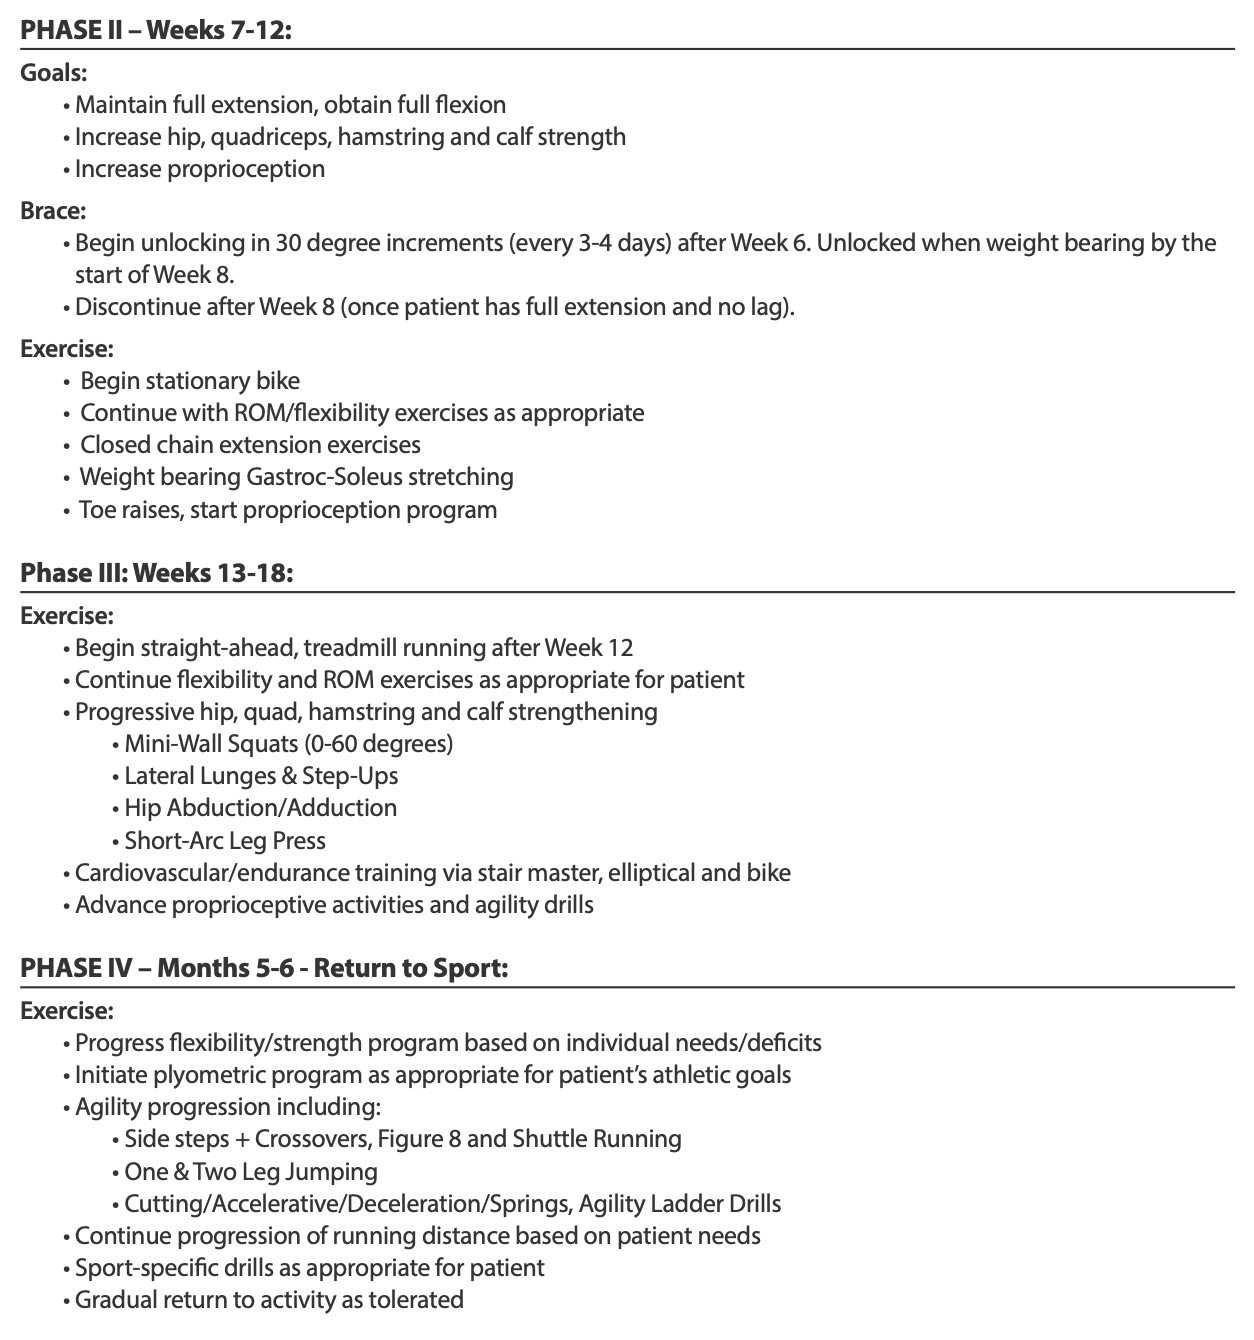 PHASE II – Weeks 7-12:
Goals:
• Maintain full extension, obtain full flexion
• Increase hip, quadriceps, hamstring and calf strength
• Increase proprioception
Brace:
• Begin unlocking in 30 degree increments (every 3-4 days) after Week 6. Unlocked when weight bearing by the
start of Week 8.
• Discontinue after Week 8 (once patient has full extension and no lag).
Exercise:
• Begin stationary bike
• Continue with ROM/flexibility exercises as appropriate
• Closed chain extension exercises
• Weight bearing Gastroc-Soleus stretching
• Toe raises, start proprioception program
Phase III: Weeks 13-18:
Exercise:
• Begin straight-ahead, treadmill running after Week 12
• Continue flexibility and ROM exercises as appropriate for patient
• Progressive hip, quad, hamstring and calf strengthening
• Mini-Wall Squats (0-60 degrees)
• Lateral Lunges & Step-Ups
• Hip Abduction/Adduction
• Short-Arc Leg Press
• Cardiovascular/endurance training via stair master, elliptical and bike
• Advance proprioceptive activities and agility drills
PHASE IV – Months 5-6 - Return to Sport:
Exercise:
• Progress flexibility/strength program based on individual needs/deficits
• Initiate plyometric program as appropriate for patient’s athletic goals
• Agility progression including:
• Side steps + Crossovers, Figure 8 and Shuttle Running
• One & Two Leg Jumping
• Cutting/Accelerative/Deceleration/Springs, Agility Ladder Drills
• Continue progression of running distance based on patient needs
• Sport-specific drills as appropriate for patient
• Gradual return to activity as tolerated